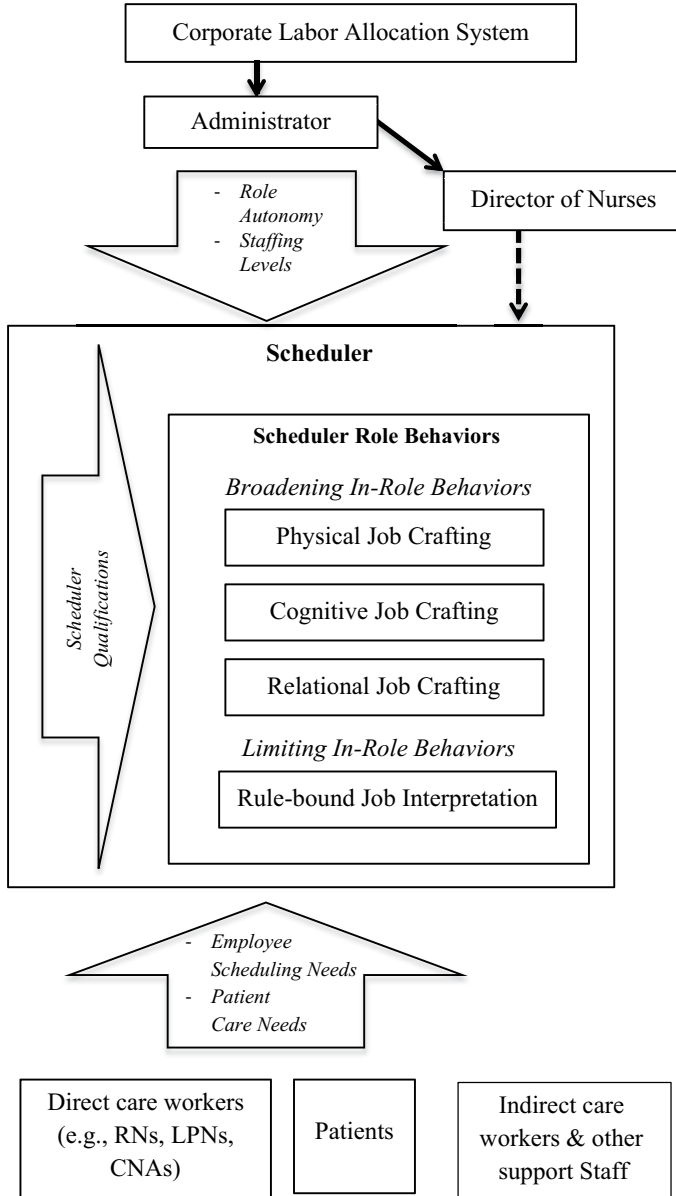 Corporate Labor Allocation System
Administrator
- Role
Autonomy
- Staffing
Levels
Director of Nurses
Scheduler
Scheduler
Qualifications
Scheduler Role Behaviors
Broadening In-Role Behaviors
Physical Job Crafting
Cognitive Job Crafting
Relational Job Crafting
Limiting In-Role Behaviors
Rule-bound Job Interpretation
- Employee
Scheduling Needs
- Patient
Care Needs
Direct care workers
(e.g., RNs, LPNs,
CNAs)
Patients
Indirect care
workers & other
support Staff